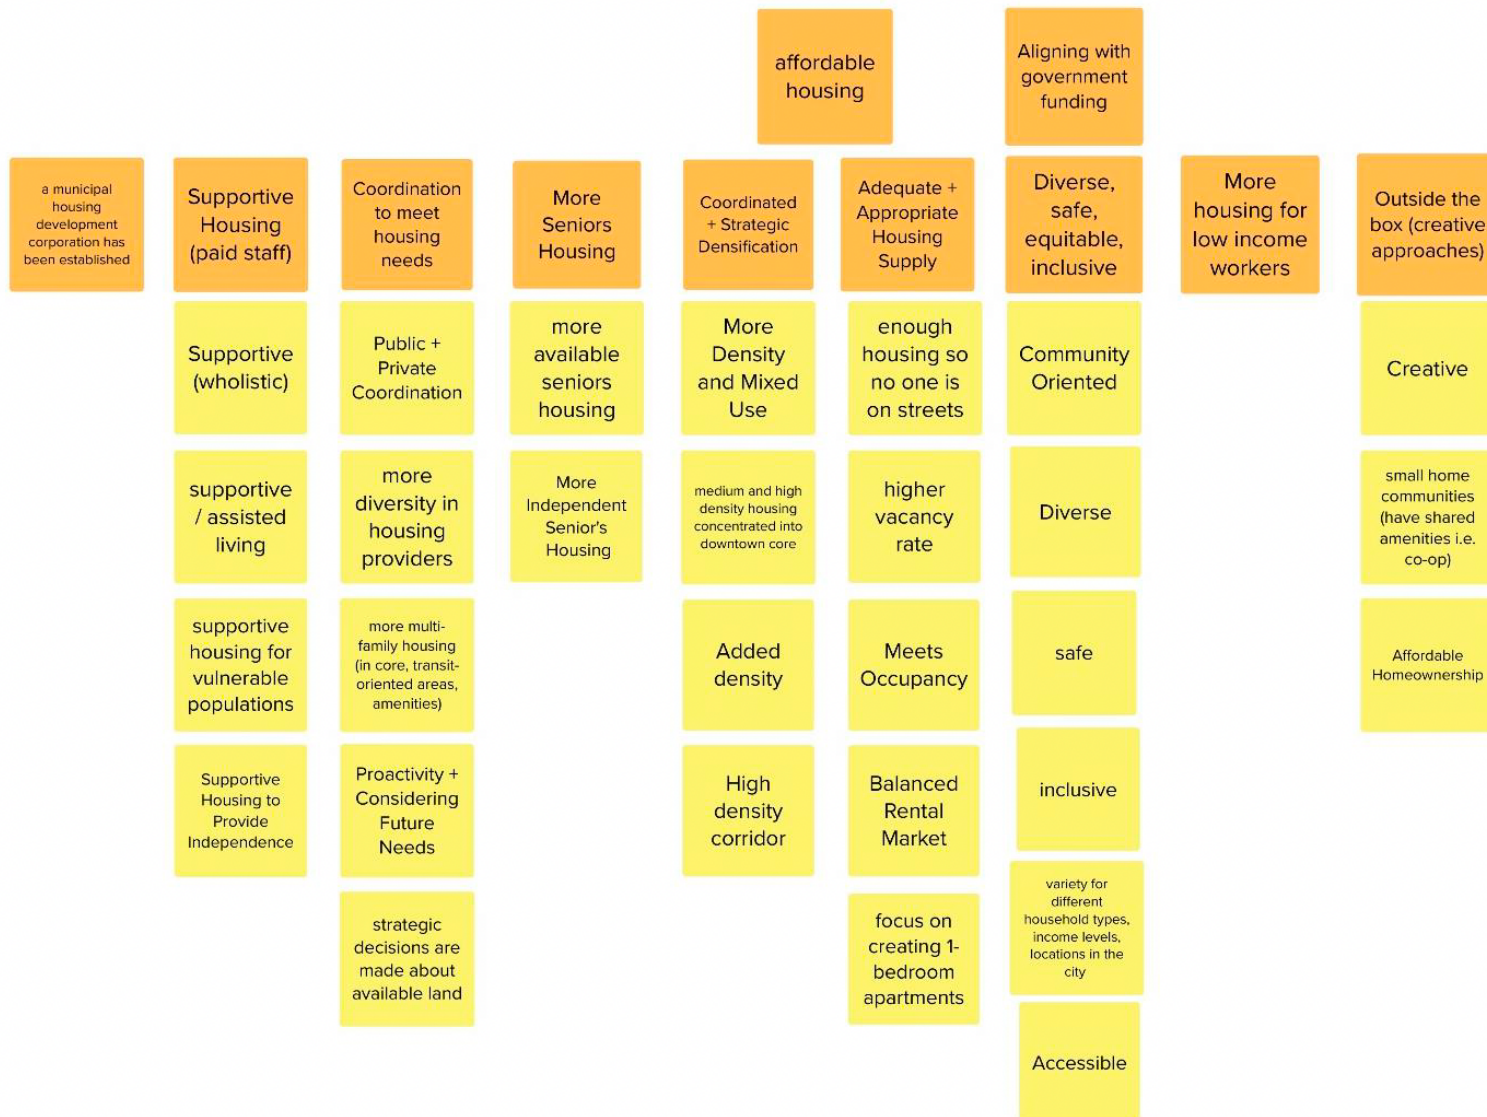 affordable
housing
Aligning with
government
funding
a municipal
housing
development
corporation has
been established
Supportive
Housing
(paid staff)
Coordination
to meet
housing
needs
More
Seniors
Housing
Coordinated
+ Strategic
Densification
Adequate +
Appropriate
Housing
Supply
Diverse,
safe,
equitable,
inclusive
More
housing for
low income
workers
Outside the
box (creative
approaches)
Supportive
(wholistic)
Public +
Private
Coordination
more
available
seniors
housing
More
Density
and Mixed
Use
enough
housing so
no one is
on streets
Community
Oriented
Creative
supportive
/ assisted
living
more
diversity in
housing
providers
More
Independent
Senior's
Housing
medium and high
density housing
concentrated into
downtown core
higher
vacancy
rate
Diverse
small home
communities
(have shared
amenities i.e.
co-op)
supportive
housing for
vulnerable
populations
more multi-
family housing
(in core, transit-
oriented areas,
amenities)
Added
density
Meets
Occupancy
safe
Affordable
Homeownership
Supportive
Housing to
Provide
Independence
Proactivity +
Considering
Future
Needs
High
density
corridor
Balanced
Rental
Market
inclusive
strategic
decisions are
made about
available land
focus on
creating 1-
bedroom
apartments
variety for
different
household types,
income levels,
locations in the
city
Accessible